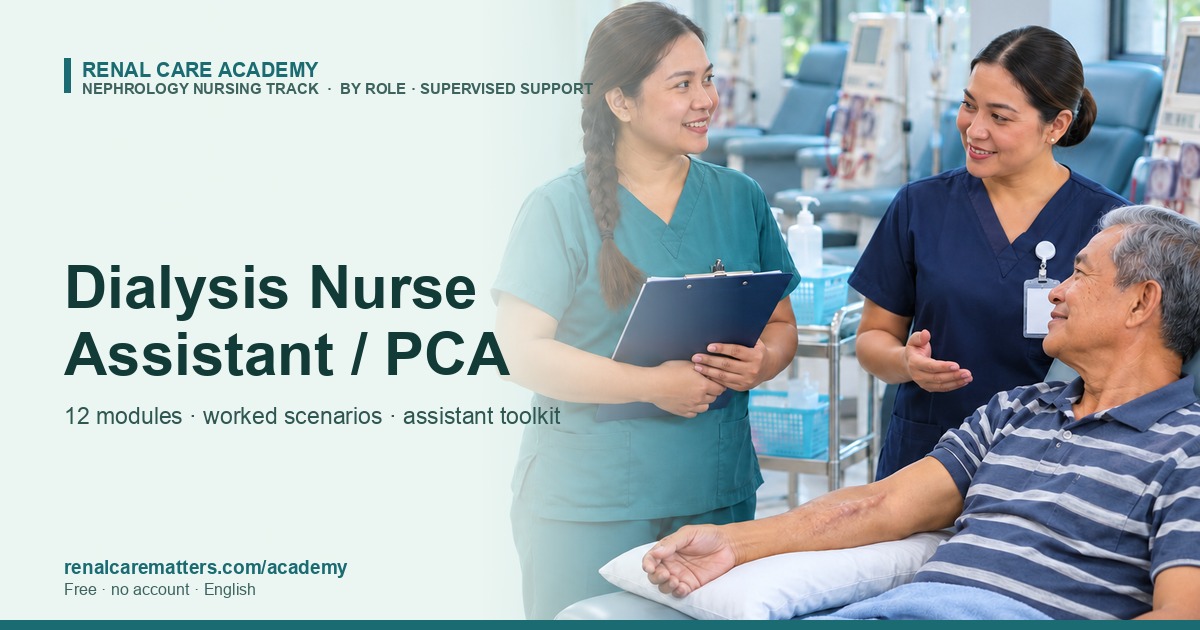 RENAL CARE ACADEMY
NEPHROLOGY NURSING TRACK · BY ROLE · SUPERVISED SUPPORT
Dialysis Nurse
Assistant / PCA
12 modules · worked scenarios · assistant toolkit
renalcarematters.com/academy
Free · no account · English